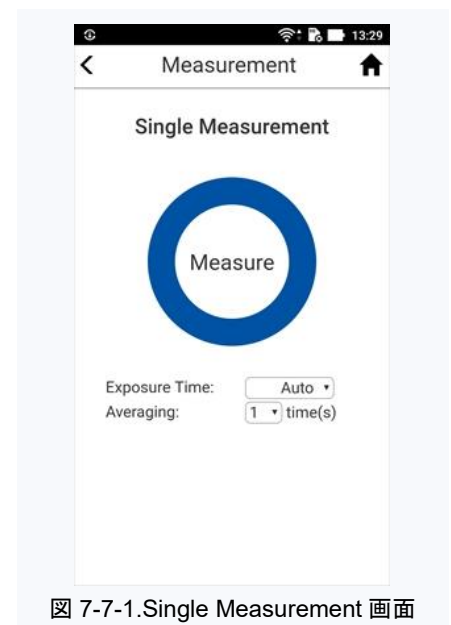 13:29
Measurement
Single Measurement
Measure
Exposure Time: Auto
Averaging: 1 time(s)
図 7-7-1.Single Measurement 画面